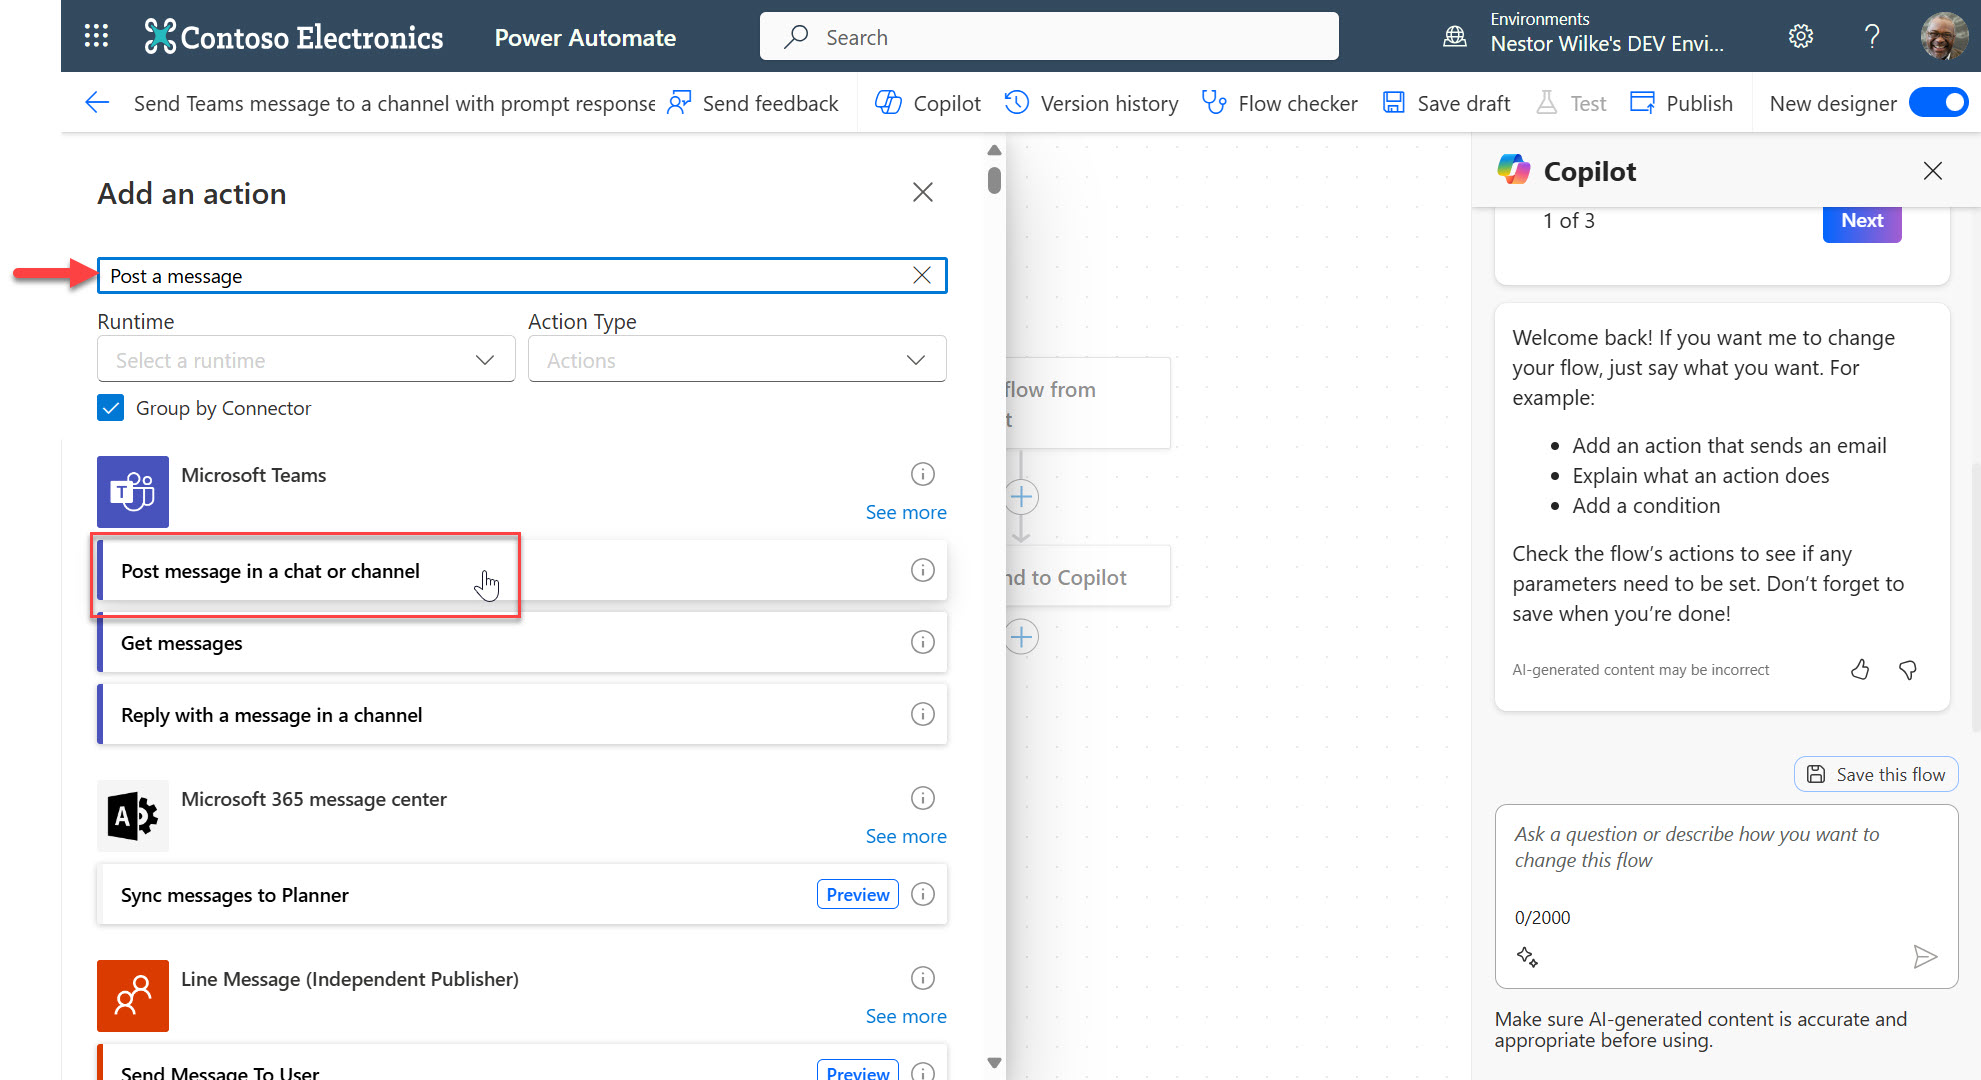 Contoso Electronics
Power Automate
Search
Environments
Nestor Wilke's DEV Envi...
Send Teams message to a channel with prompt response
Send feedback
Copilot
Version history
Flow checker
Save draft
Test
Publish
New designer
Add an action
Post a message
Runtime
Action Type
Select a runtime
Actions
Group by Connector
Microsoft Teams
See more
Post message in a chat or channel
Get messages
Reply with a message in a channel
Microsoft 365 message center
See more
Sync messages to Planner
Preview
Line Message (Independent Publisher)
See more
Send Message To User
Preview
flow from
t
nd to Copilot
Copilot
1 of 3
Next
Welcome back! If you want me to change
your flow, just say what you want. For
example:
Add an action that sends an email
Explain what an action does
Add a condition
Check the flow’s actions to see if any
parameters need to be set. Don’t forget to
save when you’re done!
AI-generated content may be incorrect
Save this flow
Ask a question or describe how you want to
change this flow
0/2000
Make sure AI-generated content is accurate and
appropriate before using.